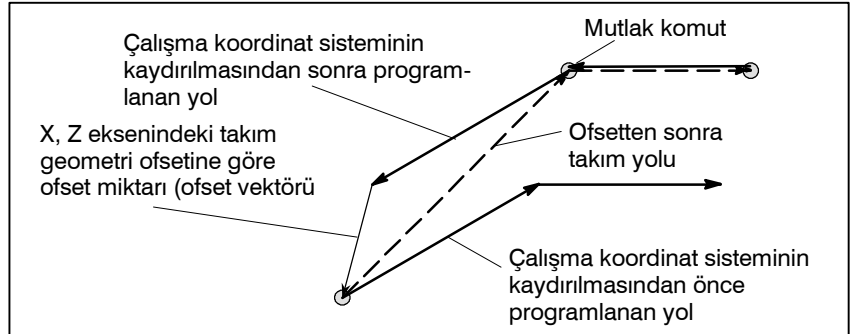 Çalışma koordinat sisteminin
kaydırılmasından sonra program-
lanan yol
Mutlak komut
X, Z eksenindeki takım
geometri ofsetine göre
ofset miktarı (ofset vektörü
Ofsetten sonra
takım yolu
Çalışma koordinat sisteminin
kaydırılmasından önce
programlanan yol